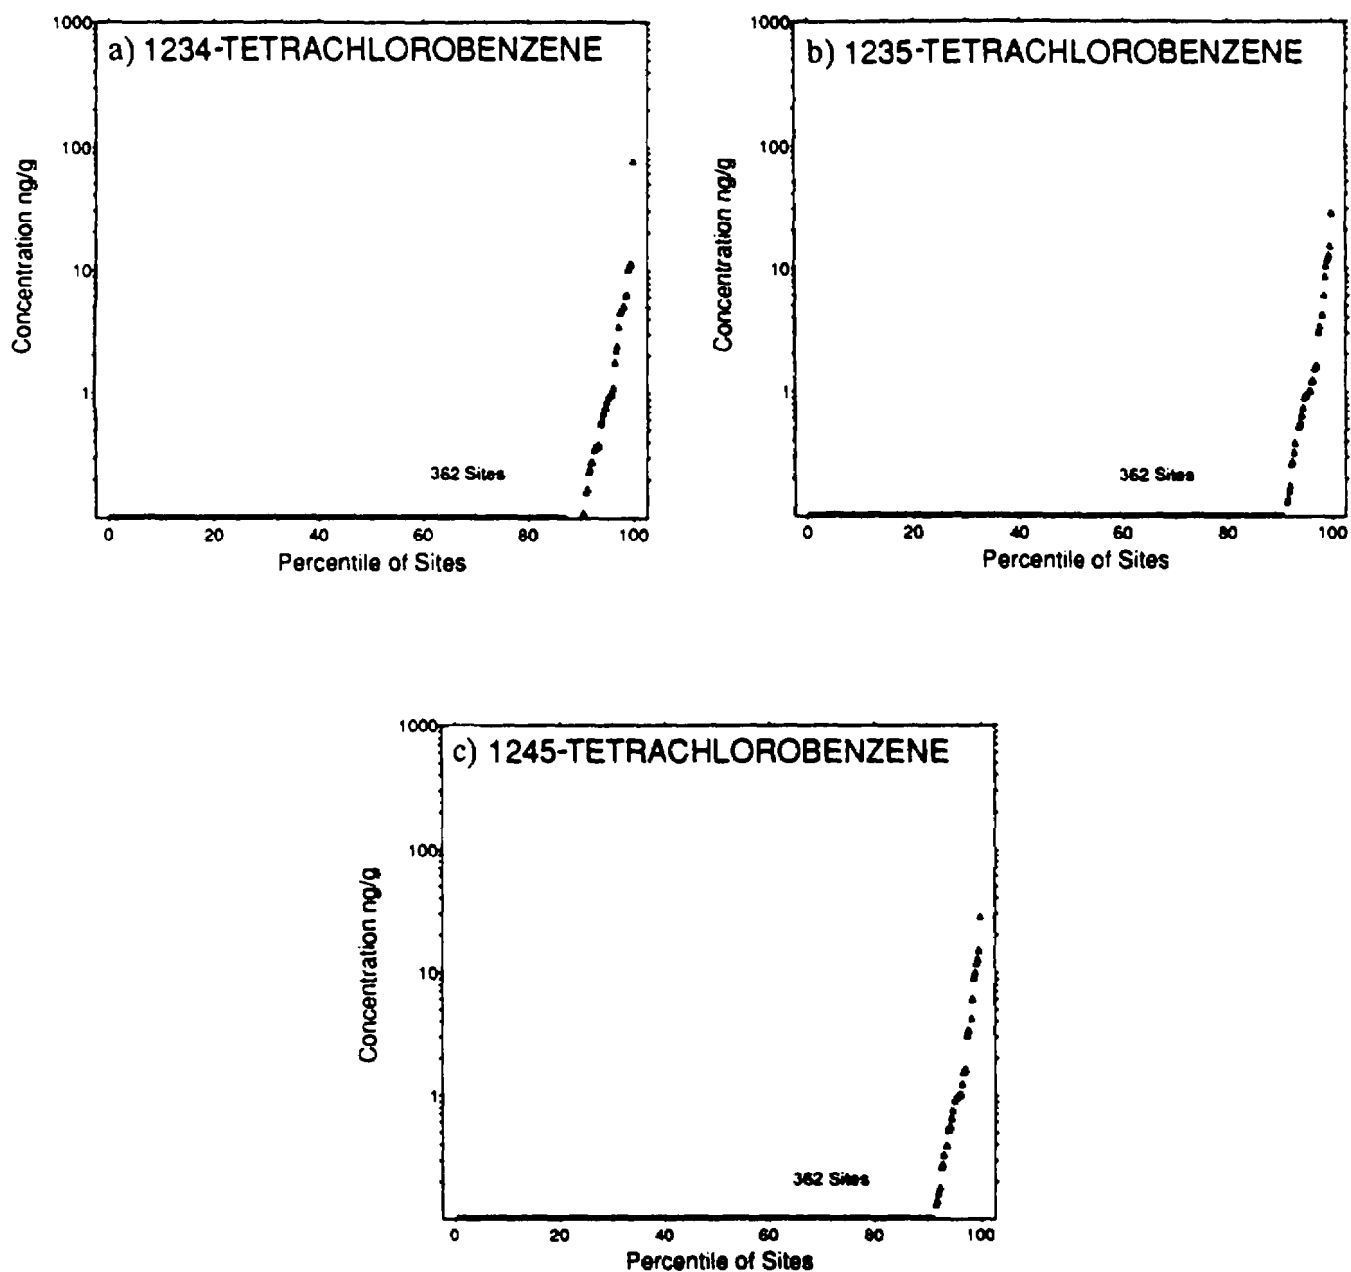 a) 1234-TETRACHLOROBENZENE
1000
100
10
1
Concentration ng/g
362 Sites
0 20 40 60 80 100
Percentile of Sites
b) 1235-TETRACHLOROBENZENE
1000
100
10
1
Concentration ng/g
362 Sites
0 20 40 60 80 100
Percentile of Sites
c) 1245-TETRACHLOROBENZENE
1000
100
10
1
Concentration ng/g
362 Sites
0 20 40 60 80 100
Percentile of Sites